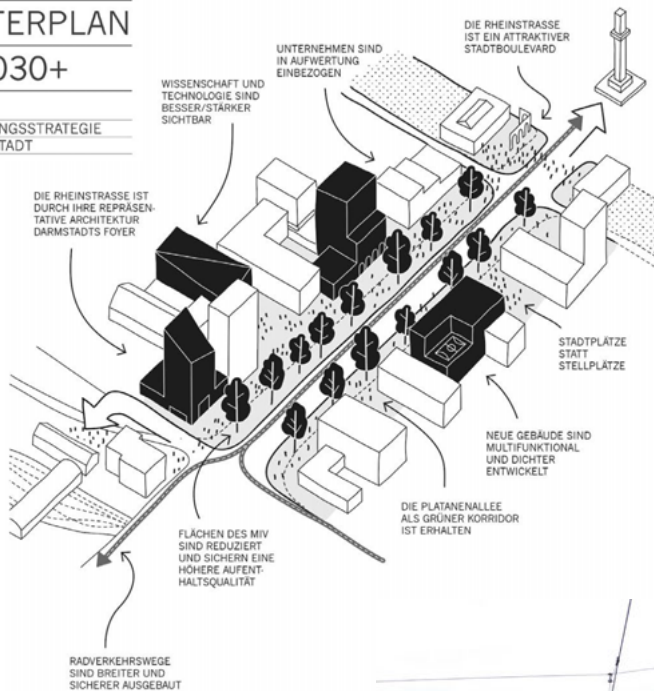 TERPLAN
030+
NGSSTRATEGIE
TADT
DIE RHEINSTRASSE
IST EIN ATTRAKTIVER
STADTBOULEVARD
UNTERNEHMEN SIND
IN AUFWERTUNG
EINBEZOGEN
WISSENSCHAFT UND
TECHNOLOGIE SIND
BESSER/STÄRKER
SICHTBAR
DIE RHEINSTRASSE IST
DURCH IHRE REPRÄSEN-
TATIVE ARCHITEKTUR
DARMSTADTS FOYER
STADTPLÄTZE
STATT
STELLPLÄTZE
NEUE GEBÄUDE SIND
MULTIFUNKTIONAL
UND DICHTER
ENTWICKELT
DIE PLATANENALLEE
ALS GRÜNER KORRIDOR
IST ERHALTEN
FLÄCHEN DES MIV
SIND REDUZIERT
UND SICHERN EINE
HÖHERE AUFENT-
HALTSQUALITÄT
RADVERKEHRSWEGE
SIND BREITER UND
SICHERER AUSGEBAUT